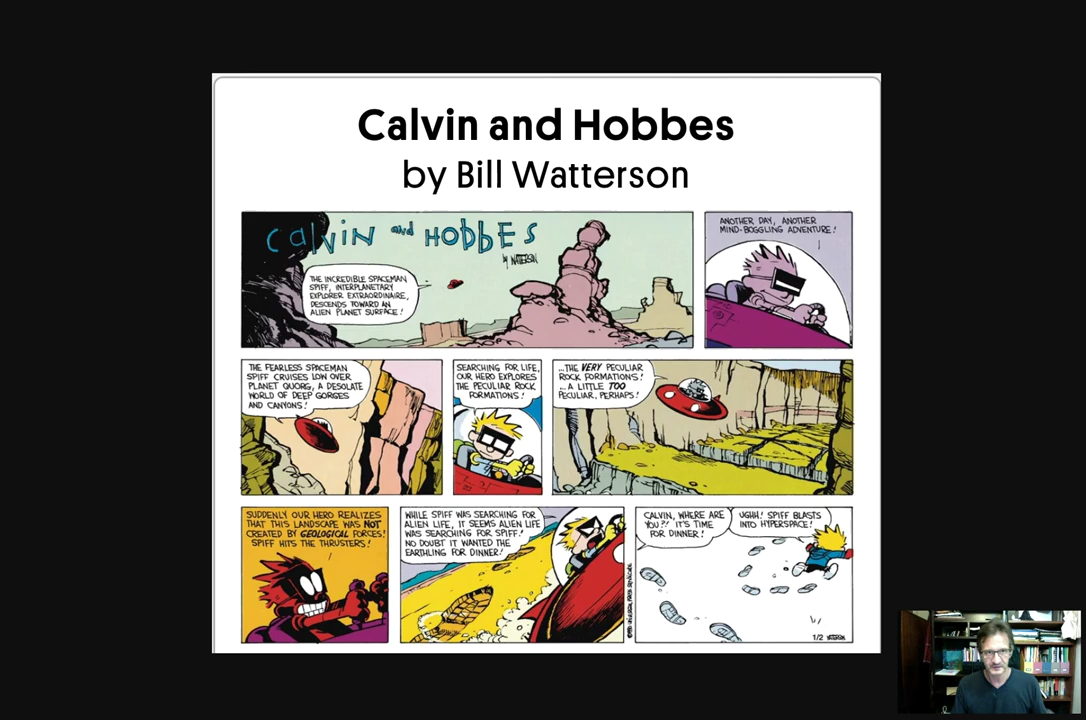 Calvin and Hobbes
by Bill Watterson
CalviN and HobbEs
by WATTERSON
THE INCREDIBLE SPACEMAN
SPIFF, INTERPLANETARY
EXPLORER EXTRAORDINAIRE,
DESCENDS TOWARD AN
ALIEN PLANET SURFACE!
ANOTHER DAY, ANOTHER
MIND-BOGGLING ADVENTURE!
THE FEARLESS SPACEMAN
SPIFF CRUISES LOW OVER
PLANET QUORG, A DESOLATE
WORLD OF DEEP GORGES
AND CANYONS!
SEARCHING FOR LIFE,
OUR HERO EXPLORES
THE PECULIAR ROCK
FORMATIONS!
...THE VERY PECULIAR
ROCK FORMATIONS!
...A LITTLE TOO
PECULIAR, PERHAPS!
SUDDENLY OUR HERO REALIZES
THAT THIS LANDSCAPE WAS NOT
CREATED BY GEOLOGICAL FORCES!
SPIFF HITS THE THRUSTERS!
WHILE SPIFF WAS SEARCHING FOR
ALIEN LIFE, IT SEEMS ALIEN LIFE
WAS SEARCHING FOR SPIFF!
NO DOUBT IT WANTED THE
EARTHLING FOR DINNER!
CALVIN, WHERE ARE
YOU?! IT'S TIME
FOR DINNER!
UGHH! SPIFF BLASTS
INTO HYPERSPACE!
1/2 WATTERSON